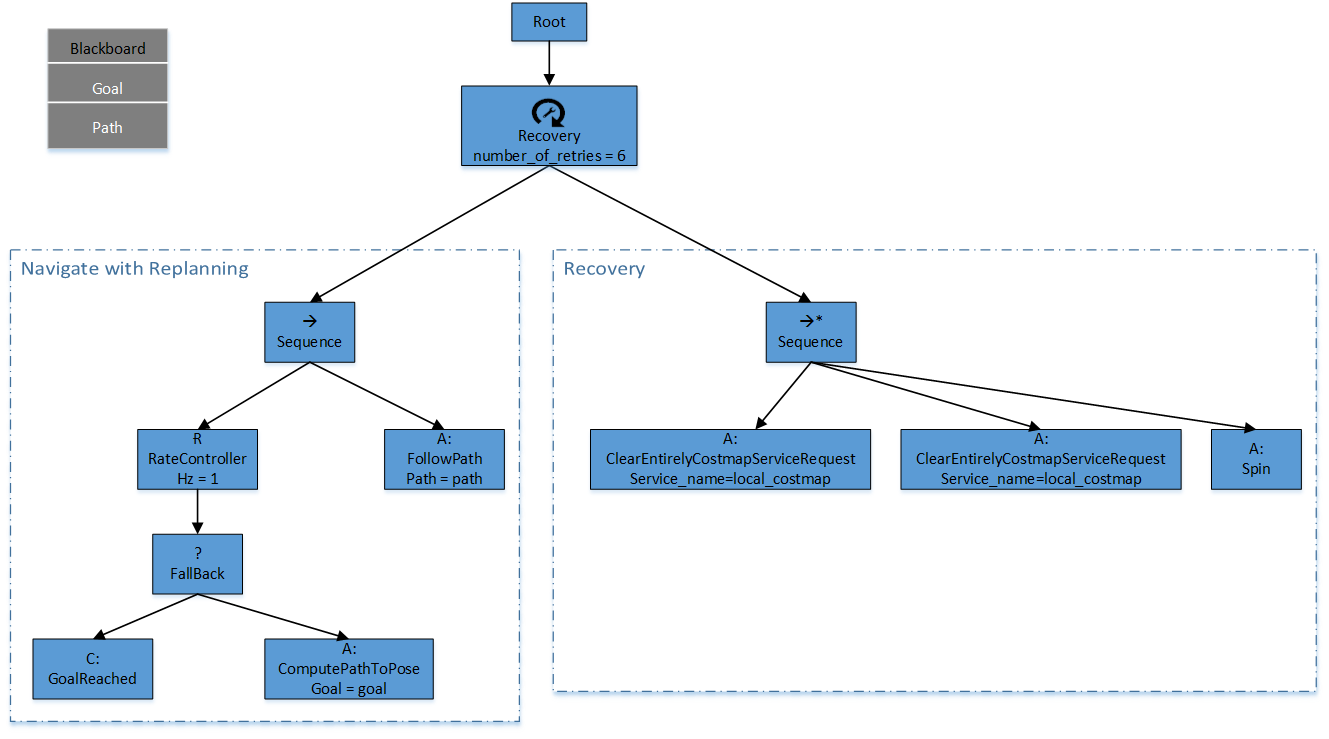 Root
Blackboard
Goal
Path
Recovery
number_of_retries = 6
Navigate with Replanning
Recovery
→
Sequence
→*
Sequence
R
RateController
Hz = 1
A:
FollowPath
Path = path
A:
ClearEntirelyCostmapServiceRequest
Service_name=local_costmap
A:
ClearEntirelyCostmapServiceRequest
Service_name=local_costmap
A:
Spin
?
FallBack
C:
GoalReached
A:
ComputePathToPose
Goal = goal